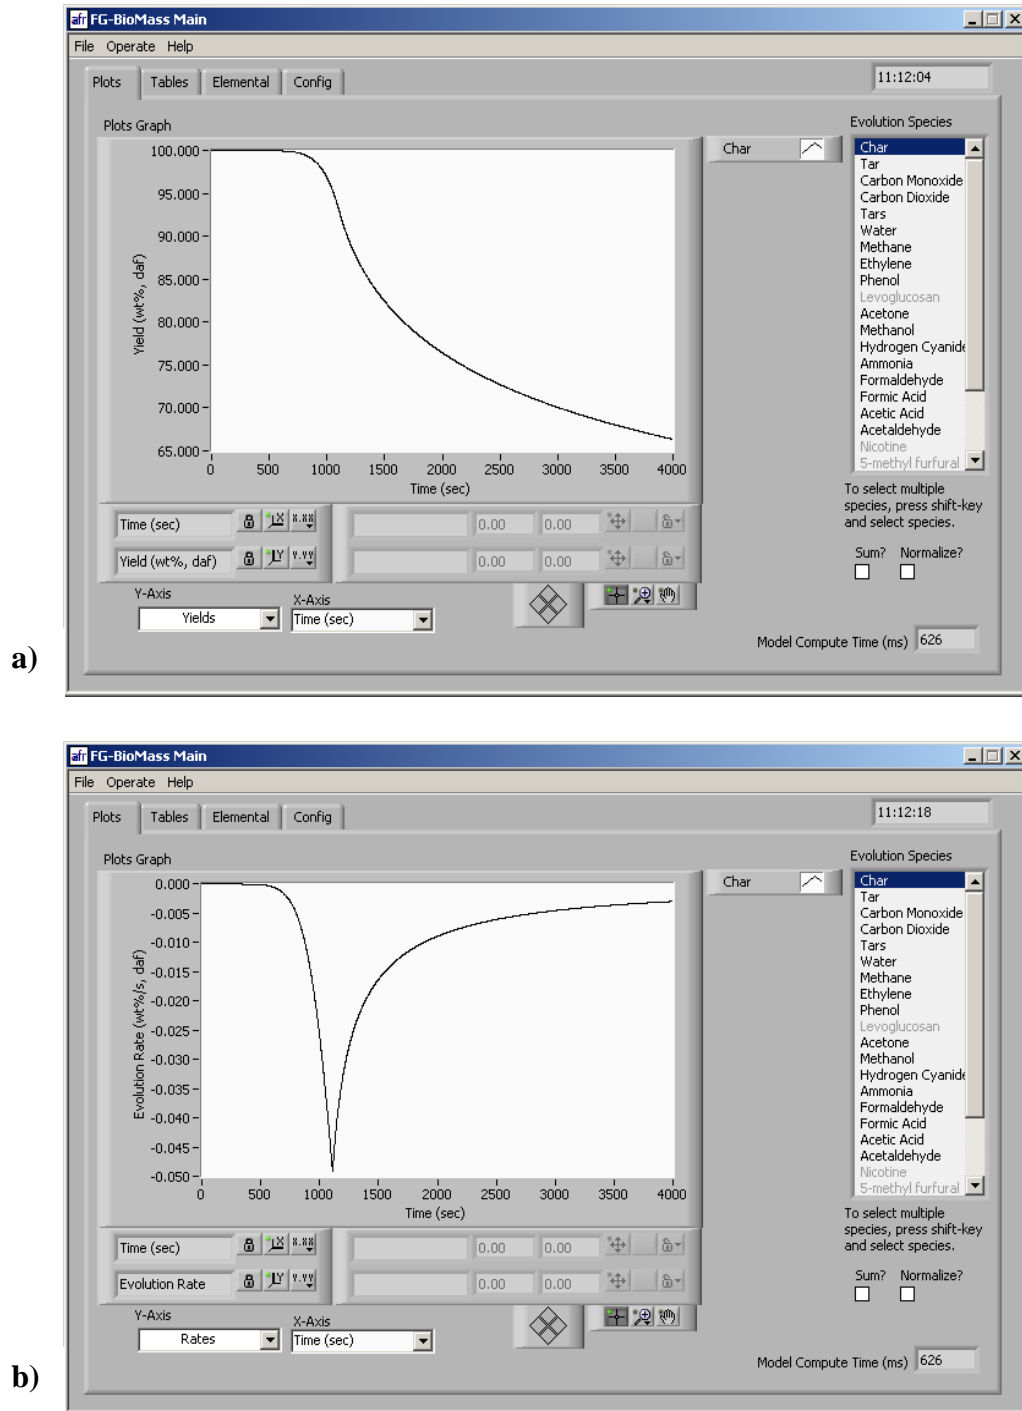 afr FG-BioMass Main
File Operate Help
Plots Tables Elemental Config
11:12:04
Plots Graph
Evolution Species
Char
100.000
95.000
90.000
85.000
80.000
75.000
70.000
65.000
Yield (wt%, daf)
0 500 1000 1500 2000 2500 3000 3500 4000
Time (sec)
Char
Tar
Carbon Monoxide
Carbon Dioxide
Tars
Water
Methane
Ethylene
Phenol
Levoglucosan
Acetone
Methanol
Hydrogen Cyanide
Ammonia
Formaldehyde
Formic Acid
Acetic Acid
Acetaldehyde
Nicotine
5-methyl furfural
To select multiple
species, press shift-key
and select species.
Sum? Normalize?
Time (sec) X X.XX 0.00 0.00
Yield (wt%, daf) Y Y.YY 0.00 0.00
Y-Axis X-Axis
Yields Time (sec)
Model Compute Time (ms) 626
a)
afr FG-BioMass Main
File Operate Help
Plots Tables Elemental Config
11:12:18
Plots Graph
Evolution Species
Char
0.000
-0.005
-0.010
-0.015
-0.020
-0.025
-0.030
-0.035
-0.040
-0.045
-0.050
Evolution Rate (wt%/s, daf)
0 500 1000 1500 2000 2500 3000 3500 4000
Time (sec)
Char
Tar
Carbon Monoxide
Carbon Dioxide
Tars
Water
Methane
Ethylene
Phenol
Levoglucosan
Acetone
Methanol
Hydrogen Cyanide
Ammonia
Formaldehyde
Formic Acid
Acetic Acid
Acetaldehyde
Nicotine
5-methyl furfural
To select multiple
species, press shift-key
and select species.
Sum? Normalize?
Time (sec) X X.XX 0.00 0.00
Evolution Rate Y Y.YY 0.00 0.00
Y-Axis X-Axis
Rates Time (sec)
Model Compute Time (ms) 626
b)